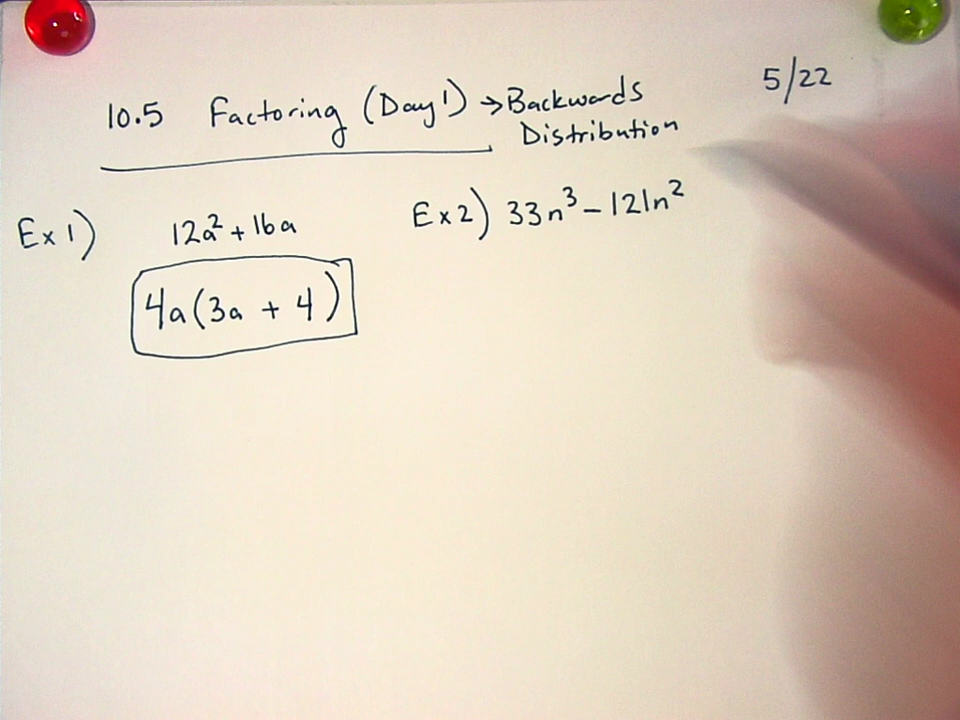 5/22
10.5 Factoring (Day 1) → Backwards
Distribution
Ex 1) 12a² + 16a
4a(3a + 4)
Ex 2) 33n³ - 121n²